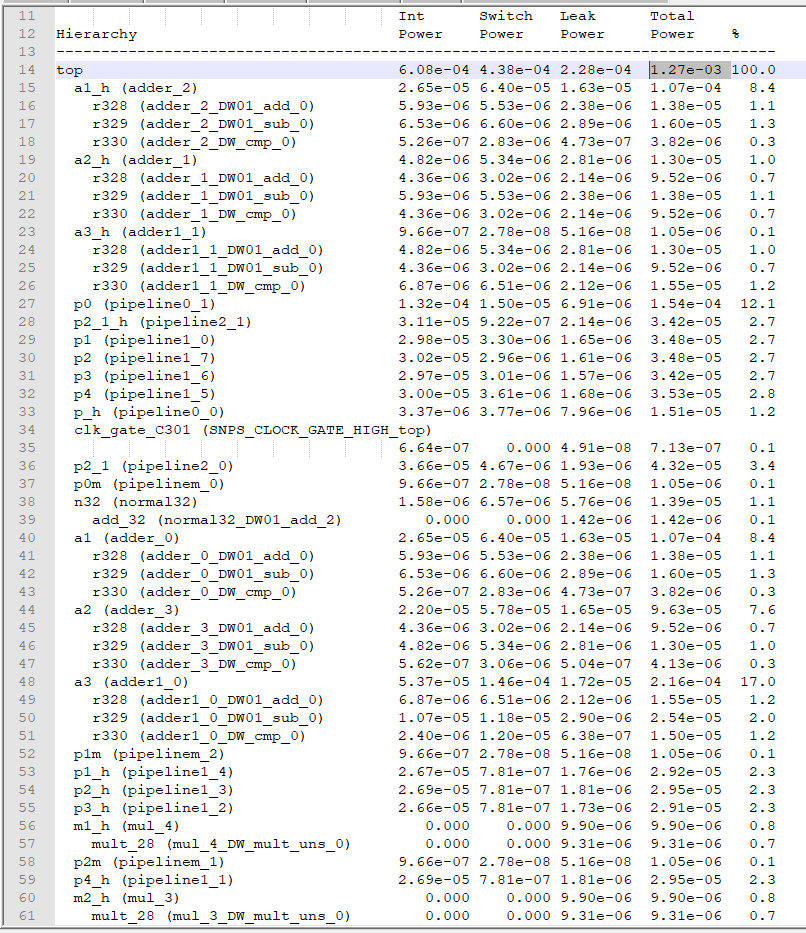 11 Int Switch Leak Total
12 Hierarchy Power Power Power Power %
13 --------------------------------------------------------------------------------
14 top 6.08e-04 4.38e-04 2.28e-04 1.27e-03 100.0
15 a1_h (adder_2) 2.65e-05 6.40e-05 1.63e-05 1.07e-04 8.4
16 r328 (adder_2_DW01_add_0) 5.93e-06 5.53e-06 2.38e-06 1.38e-05 1.1
17 r329 (adder_2_DW01_sub_0) 6.53e-06 6.60e-06 2.89e-06 1.60e-05 1.3
18 r330 (adder_2_DW_cmp_0) 5.26e-07 2.83e-06 4.73e-07 3.82e-06 0.3
19 a2_h (adder_1) 4.82e-06 5.34e-06 2.81e-06 1.30e-05 1.0
20 r328 (adder_1_DW01_add_0) 4.36e-06 3.02e-06 2.14e-06 9.52e-06 0.7
21 r329 (adder_1_DW01_sub_0) 5.93e-06 5.53e-06 2.38e-06 1.38e-05 1.1
22 r330 (adder_1_DW_cmp_0) 4.36e-06 3.02e-06 2.14e-06 9.52e-06 0.7
23 a3_h (adder1_1) 9.66e-07 2.78e-08 5.16e-08 1.05e-06 0.1
24 r328 (adder1_1_DW01_add_0) 4.82e-06 5.34e-06 2.81e-06 1.30e-05 1.0
25 r329 (adder1_1_DW01_sub_0) 4.36e-06 3.02e-06 2.14e-06 9.52e-06 0.7
26 r330 (adder1_1_DW_cmp_0) 6.87e-06 6.51e-06 2.12e-06 1.55e-05 1.2
27 p0 (pipeline0_1) 1.32e-04 1.50e-05 6.91e-06 1.54e-04 12.1
28 p2_1_h (pipeline2_1) 3.11e-05 9.22e-07 2.14e-06 3.42e-05 2.7
29 p1 (pipeline1_0) 2.98e-05 3.30e-06 1.65e-06 3.48e-05 2.7
30 p2 (pipeline1_7) 3.02e-05 2.96e-06 1.61e-06 3.48e-05 2.7
31 p3 (pipeline1_6) 2.97e-05 3.01e-06 1.57e-06 3.42e-05 2.7
32 p4 (pipeline1_5) 3.00e-05 3.61e-06 1.68e-06 3.53e-05 2.8
33 p_h (pipeline0_0) 3.37e-06 3.77e-06 7.96e-06 1.51e-05 1.2
34 clk_gate_C301 (SNPS_CLOCK_GATE_HIGH_top)
35 6.64e-07 0.000 4.91e-08 7.13e-07 0.1
36 p2_1 (pipeline2_0) 3.66e-05 4.67e-06 1.93e-06 4.32e-05 3.4
37 p0m (pipelinem_0) 9.66e-07 2.78e-08 5.16e-08 1.05e-06 0.1
38 n32 (normal32) 1.58e-06 6.57e-06 5.76e-06 1.39e-05 1.1
39 add_32 (normal32_DW01_add_2) 0.000 0.000 1.42e-06 1.42e-06 0.1
40 a1 (adder_0) 2.65e-05 6.40e-05 1.63e-05 1.07e-04 8.4
41 r328 (adder_0_DW01_add_0) 5.93e-06 5.53e-06 2.38e-06 1.38e-05 1.1
42 r329 (adder_0_DW01_sub_0) 6.53e-06 6.60e-06 2.89e-06 1.60e-05 1.3
43 r330 (adder_0_DW_cmp_0) 5.26e-07 2.83e-06 4.73e-07 3.82e-06 0.3
44 a2 (adder_3) 2.20e-05 5.78e-05 1.65e-05 9.63e-05 7.6
45 r328 (adder_3_DW01_add_0) 4.36e-06 3.02e-06 2.14e-06 9.52e-06 0.7
46 r329 (adder_3_DW01_sub_0) 4.82e-06 5.34e-06 2.81e-06 1.30e-05 1.0
47 r330 (adder_3_DW_cmp_0) 5.62e-07 3.06e-06 5.04e-07 4.13e-06 0.3
48 a3 (adder1_0) 5.37e-05 1.46e-04 1.72e-05 2.16e-04 17.0
49 r328 (adder1_0_DW01_add_0) 6.87e-06 6.51e-06 2.12e-06 1.55e-05 1.2
50 r329 (adder1_0_DW01_sub_0) 1.07e-05 1.18e-05 2.90e-06 2.54e-05 2.0
51 r330 (adder1_0_DW_cmp_0) 2.40e-06 1.20e-05 6.38e-07 1.50e-05 1.2
52 p1m (pipelinem_2) 9.66e-07 2.78e-08 5.16e-08 1.05e-06 0.1
53 p1_h (pipeline1_4) 2.67e-05 7.81e-07 1.76e-06 2.92e-05 2.3
54 p2_h (pipeline1_3) 2.69e-05 7.81e-07 1.81e-06 2.95e-05 2.3
55 p3_h (pipeline1_2) 2.66e-05 7.81e-07 1.73e-06 2.91e-05 2.3
56 m1_h (mul_4) 0.000 0.000 9.90e-06 9.90e-06 0.8
57 mult_28 (mul_4_DW_mult_uns_0) 0.000 0.000 9.31e-06 9.31e-06 0.7
58 p2m (pipelinem_1) 9.66e-07 2.78e-08 5.16e-08 1.05e-06 0.1
59 p4_h (pipeline1_1) 2.69e-05 7.81e-07 1.81e-06 2.95e-05 2.3
60 m2_h (mul_3) 0.000 0.000 9.90e-06 9.90e-06 0.8
61 mult_28 (mul_3_DW_mult_uns_0) 0.000 0.000 9.31e-06 9.31e-06 0.7